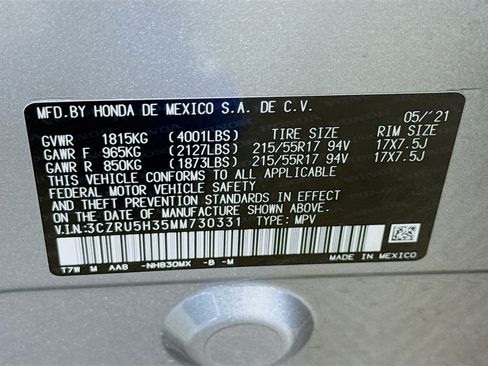 MFD.BY HONDA DE MEXICO S.A. DE C.V. 05/'21
GVWR 1815KG (4001LBS) TIRE SIZE RIM SIZE
GAWR F 965KG (2127LBS) 215/55R17 94V 17X7.5J
GAWR R 850KG (1873LBS) 215/55R17 94V 17X7.5J
THIS VEHICLE CONFORMS TO ALL APPLICABLE
FEDERAL MOTOR VEHICLE SAFETY
AND THEFT PREVENTION STANDARDS IN EFFECT
ON THE DATE OF MANUFACTURE SHOWN ABOVE.
V.I.N:3CZRU5H35MM730331 TYPE: MPV
T7W M AAB -NH830MX -B -M
MADE IN MEXICO